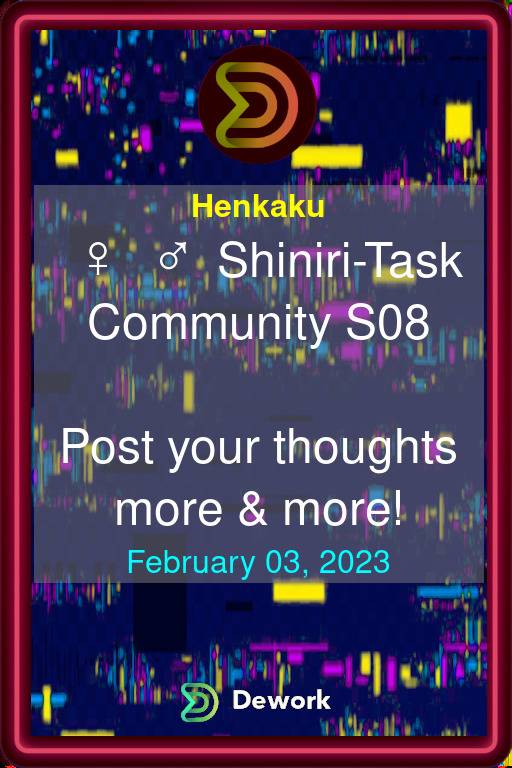 Henkaku
♀ ♂ Shiniri-Task
Community S08
Post your thoughts
more & more!
February 03, 2023
Dework